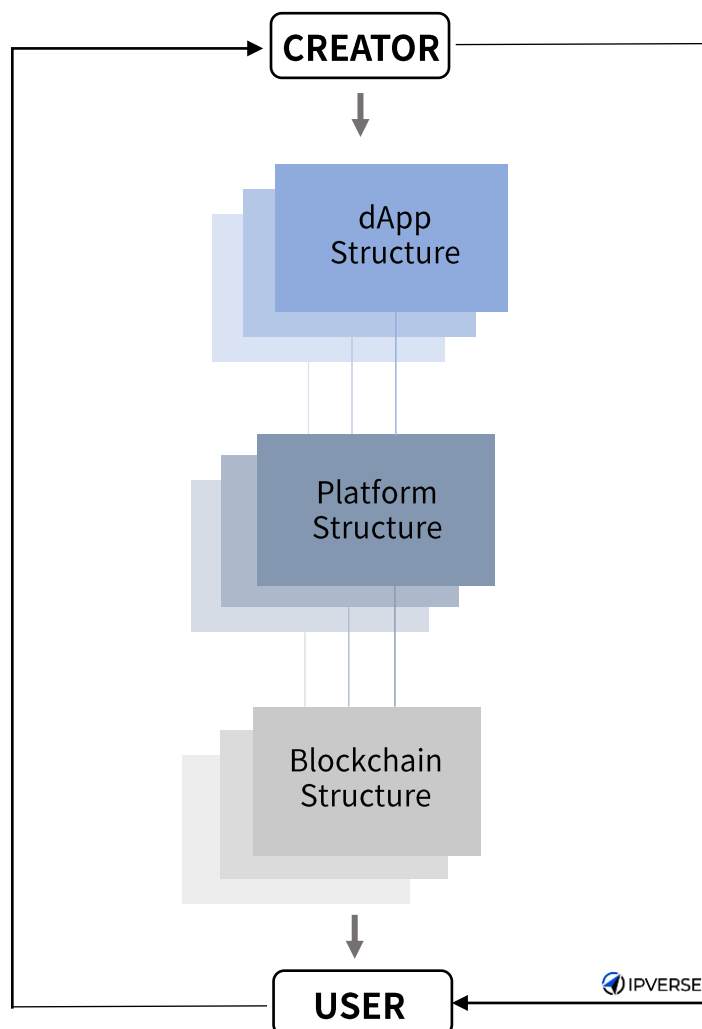 CREATOR
dApp
Structure
Platform
Structure
Blockchain
Structure
IPVERSE
USER